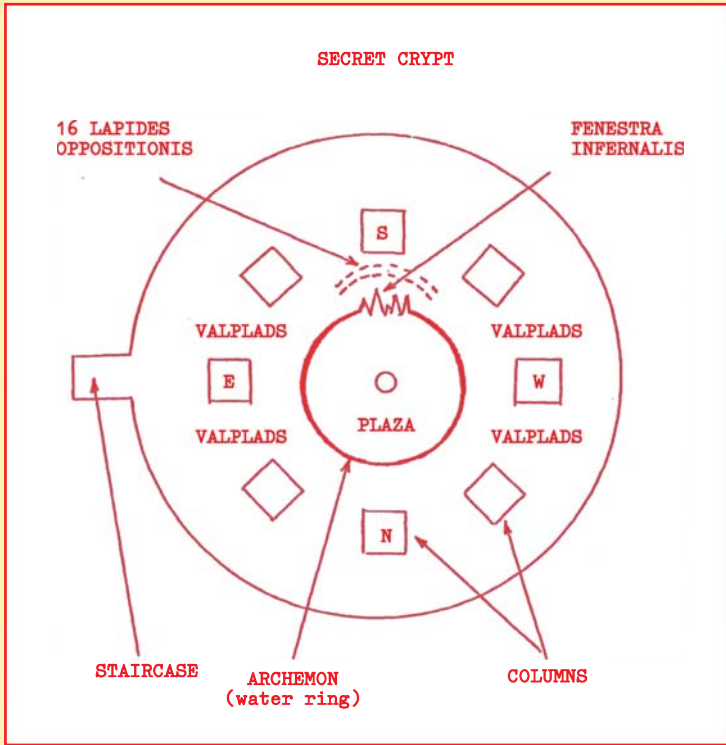 SECRET CRYPT
16 LAPIDES
OPPOSITIONIS
FENESTRA
INFERNALIS
S
VALPLADS
VALPLADS
E
W
PLAZA
VALPLADS
VALPLADS
N
STAIRCASE
ARCHEMON
(water ring)
COLUMNS